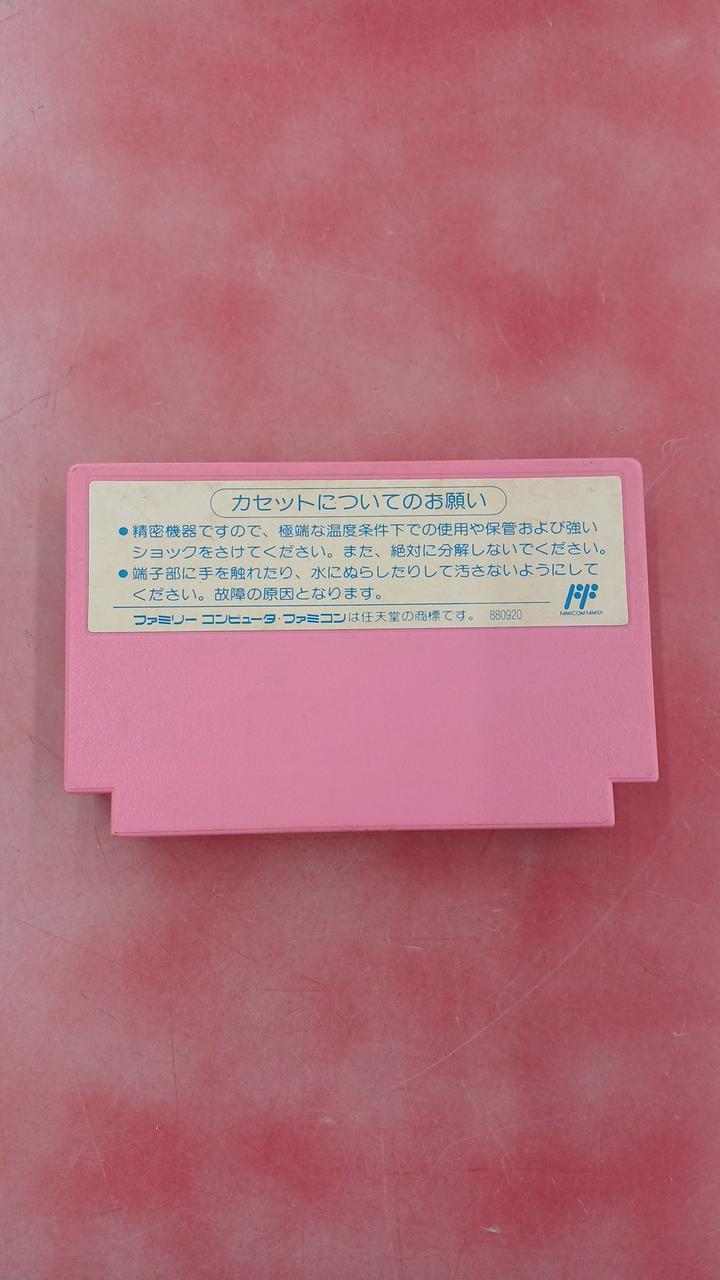 カセットについてのお願い
●精密機器ですので、極端な温度条件下での使用や保管および強い
ショックをさけてください。また、絶対に分解しないでください。
●端子部に手を触れたり、水にぬらしたりして汚さないようにして
ください。故障の原因となります。
FAMICOM FAMILY
ファミリー コンピュータ・ファミコンは任天堂の商標です。 880920